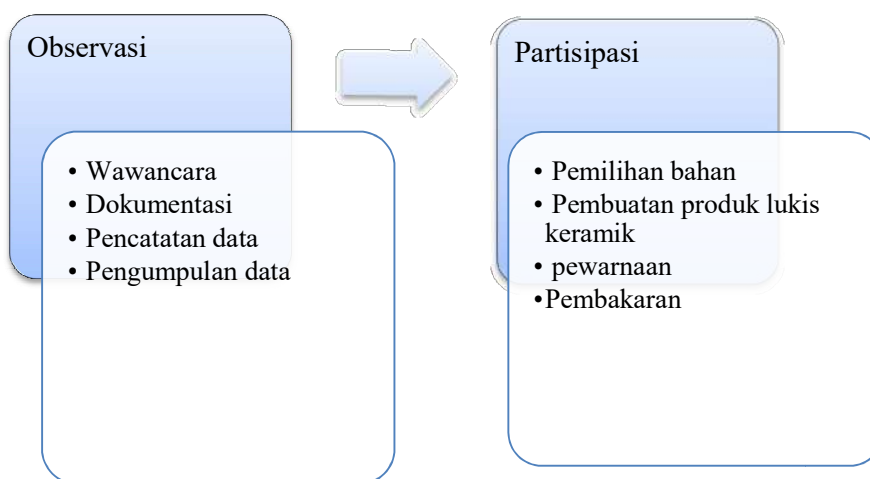 Observasi
• Wawancara
• Dokumentasi
• Pencatatan data
• Pengumpulan data
Partisipasi
• Pemilihan bahan
• Pembuatan produk lukis
keramik
• pewarnaan
•Pembakaran